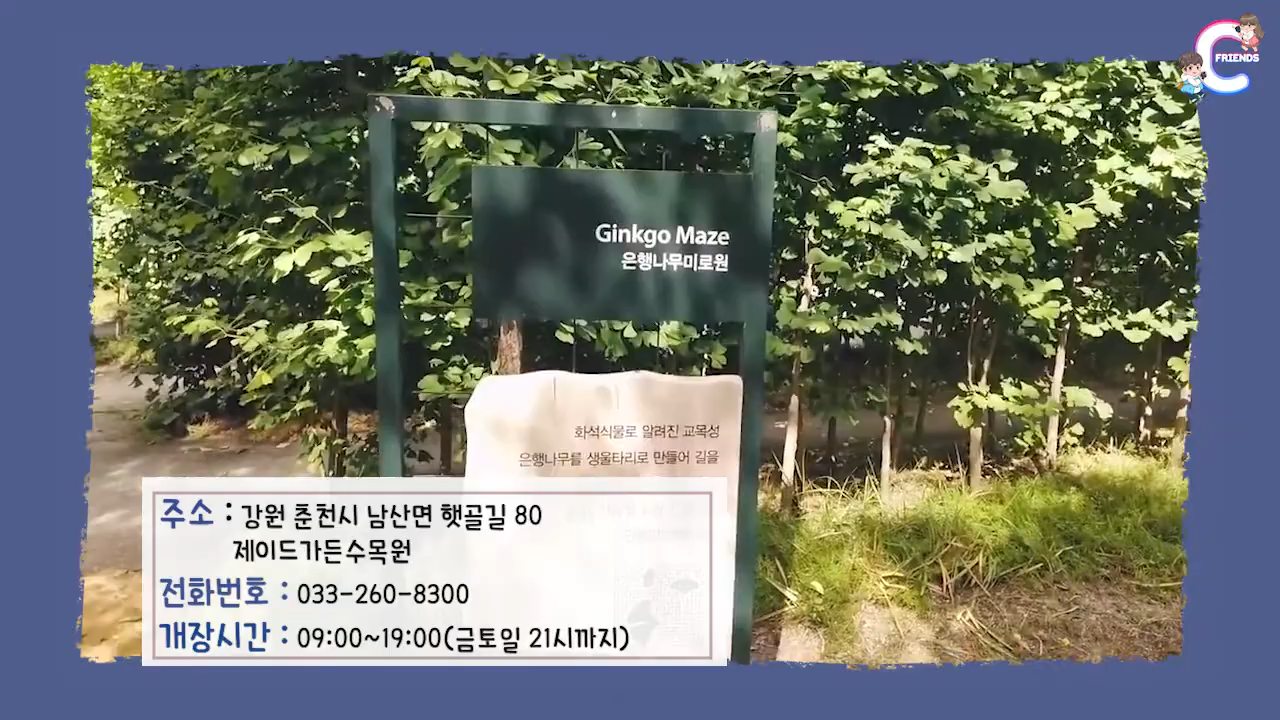 C
FRIENDS
Ginkgo Maze
은행나무미로원
화석식물로 알려진 교목성
은행나무를 생울타리로 만들어 길을
주소 : 강원 춘천시 남산면 햇골길 80
제이드가든수목원
전화번호 : 033-260-8300
개장시간 : 09:00~19:00(금토일 21시까지)